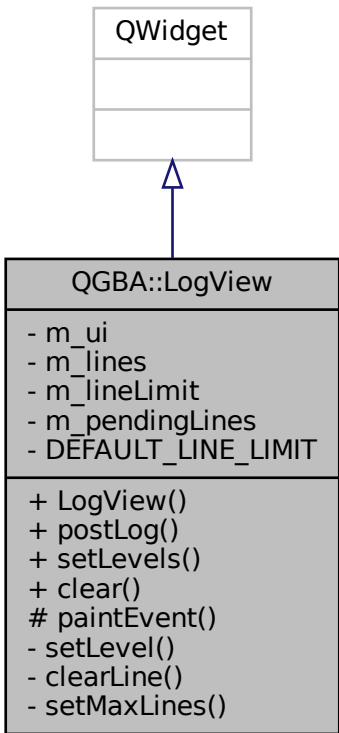 QWidget
QGBA::LogView
- m_ui
- m_lines
- m_lineLimit
- m_pendingLines
- DEFAULT_LINE_LIMIT
+ LogView()
+ postLog()
+ setLevels()
+ clear()
# paintEvent()
- setLevel()
- clearLine()
- setMaxLines()